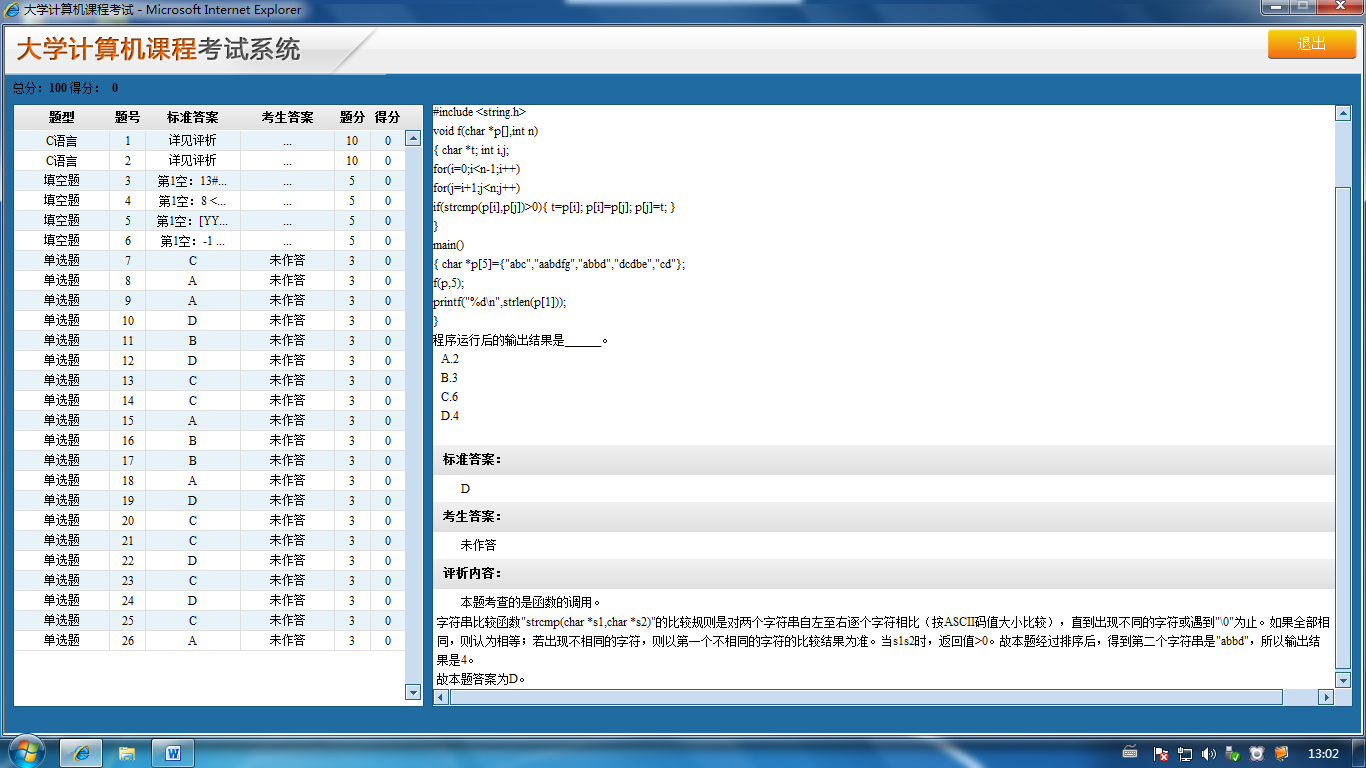 大学计算机课程考试 - Microsoft Internet Explorer
大学计算机课程考试系统
退出
总分：100 得分： 0
题型 题号 标准答案 考生答案 题分 得分
C语言 1 详见评析 ... 10 0
C语言 2 详见评析 ... 10 0
填空题 3 第1空：13#... ... 5 0
填空题 4 第1空：8 <... ... 5 0
填空题 5 第1空：[YY... ... 5 0
填空题 6 第1空：-1 ... ... 5 0
单选题 7 C 未作答 3 0
单选题 8 A 未作答 3 0
单选题 9 A 未作答 3 0
单选题 10 D 未作答 3 0
单选题 11 B 未作答 3 0
单选题 12 D 未作答 3 0
单选题 13 C 未作答 3 0
单选题 14 C 未作答 3 0
单选题 15 A 未作答 3 0
单选题 16 B 未作答 3 0
单选题 17 B 未作答 3 0
单选题 18 A 未作答 3 0
单选题 19 D 未作答 3 0
单选题 20 C 未作答 3 0
单选题 21 C 未作答 3 0
单选题 22 D 未作答 3 0
单选题 23 C 未作答 3 0
单选题 24 D 未作答 3 0
单选题 25 C 未作答 3 0
单选题 26 A 未作答 3 0
#include <string.h>
void f(char *p[],int n)
{ char *t; int i,j;
for(i=0;i<n-1;i++)
for(j=i+1;j<n;j++)
if(strcmp(p[i],p[j])>0){ t=p[i]; p[i]=p[j]; p[j]=t; }
}
main()
{ char *p[5]={"abc","aabdfg","abbd","dcdbe","cd"};
f(p,5);
printf("%d\n",strlen(p[1]));
}
程序运行后的输出结果是______。
A.2
B.3
C.6
D.4
标准答案：
D
考生答案：
未作答
评析内容：
本题考查的是函数的调用。
字符串比较函数"strcmp(char *s1,char *s2)"的比较规则是对两个字符串自左至右逐个字符相比（按ASCII码值大小比较），直到出现不同的字符或遇到"\0"为止。如果全部相
同，则认为相等；若出现不相同的字符，则以第一个不相同的字符的比较结果为准。当s1s2时，返回值>0。故本题经过排序后，得到第二个字符串是"abbd"，所以输出结
果是4。
故本题答案为D。
13:02